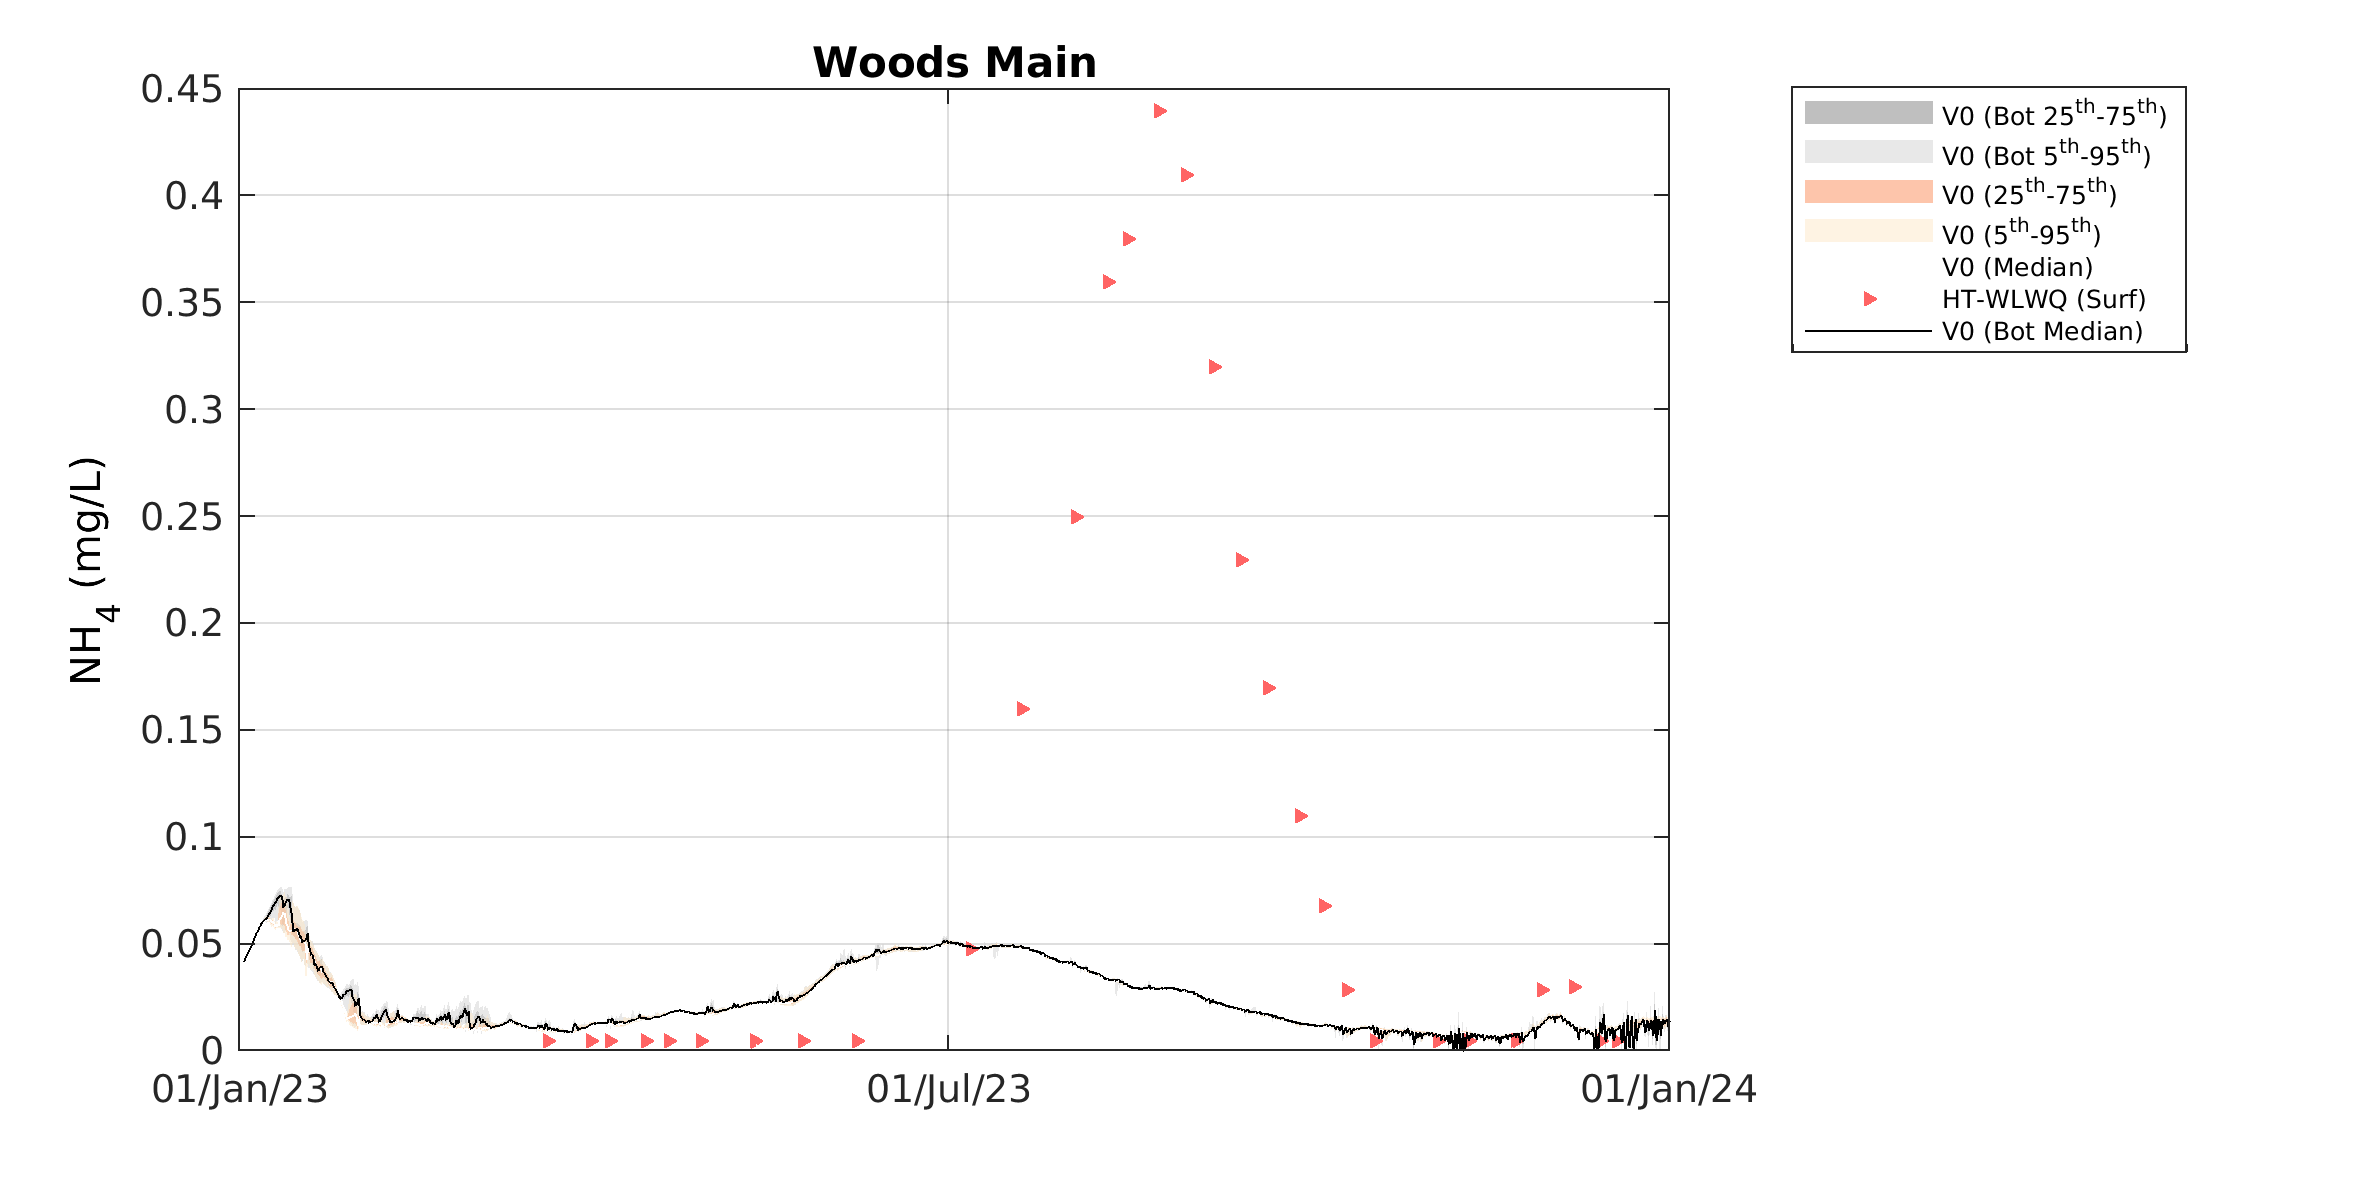 Woods Main
0.45
0.4
0.35
0.3
0.25
0.2
0.15
0.1
0.05
0
NH4 (mg/L)
01/Jan/23
01/Jul/23
01/Jan/24
V0 (Bot 25th-75th)
V0 (Bot 5th-95th)
V0 (25th-75th)
V0 (5th-95th)
V0 (Median)
HT-WLWQ (Surf)
V0 (Bot Median)